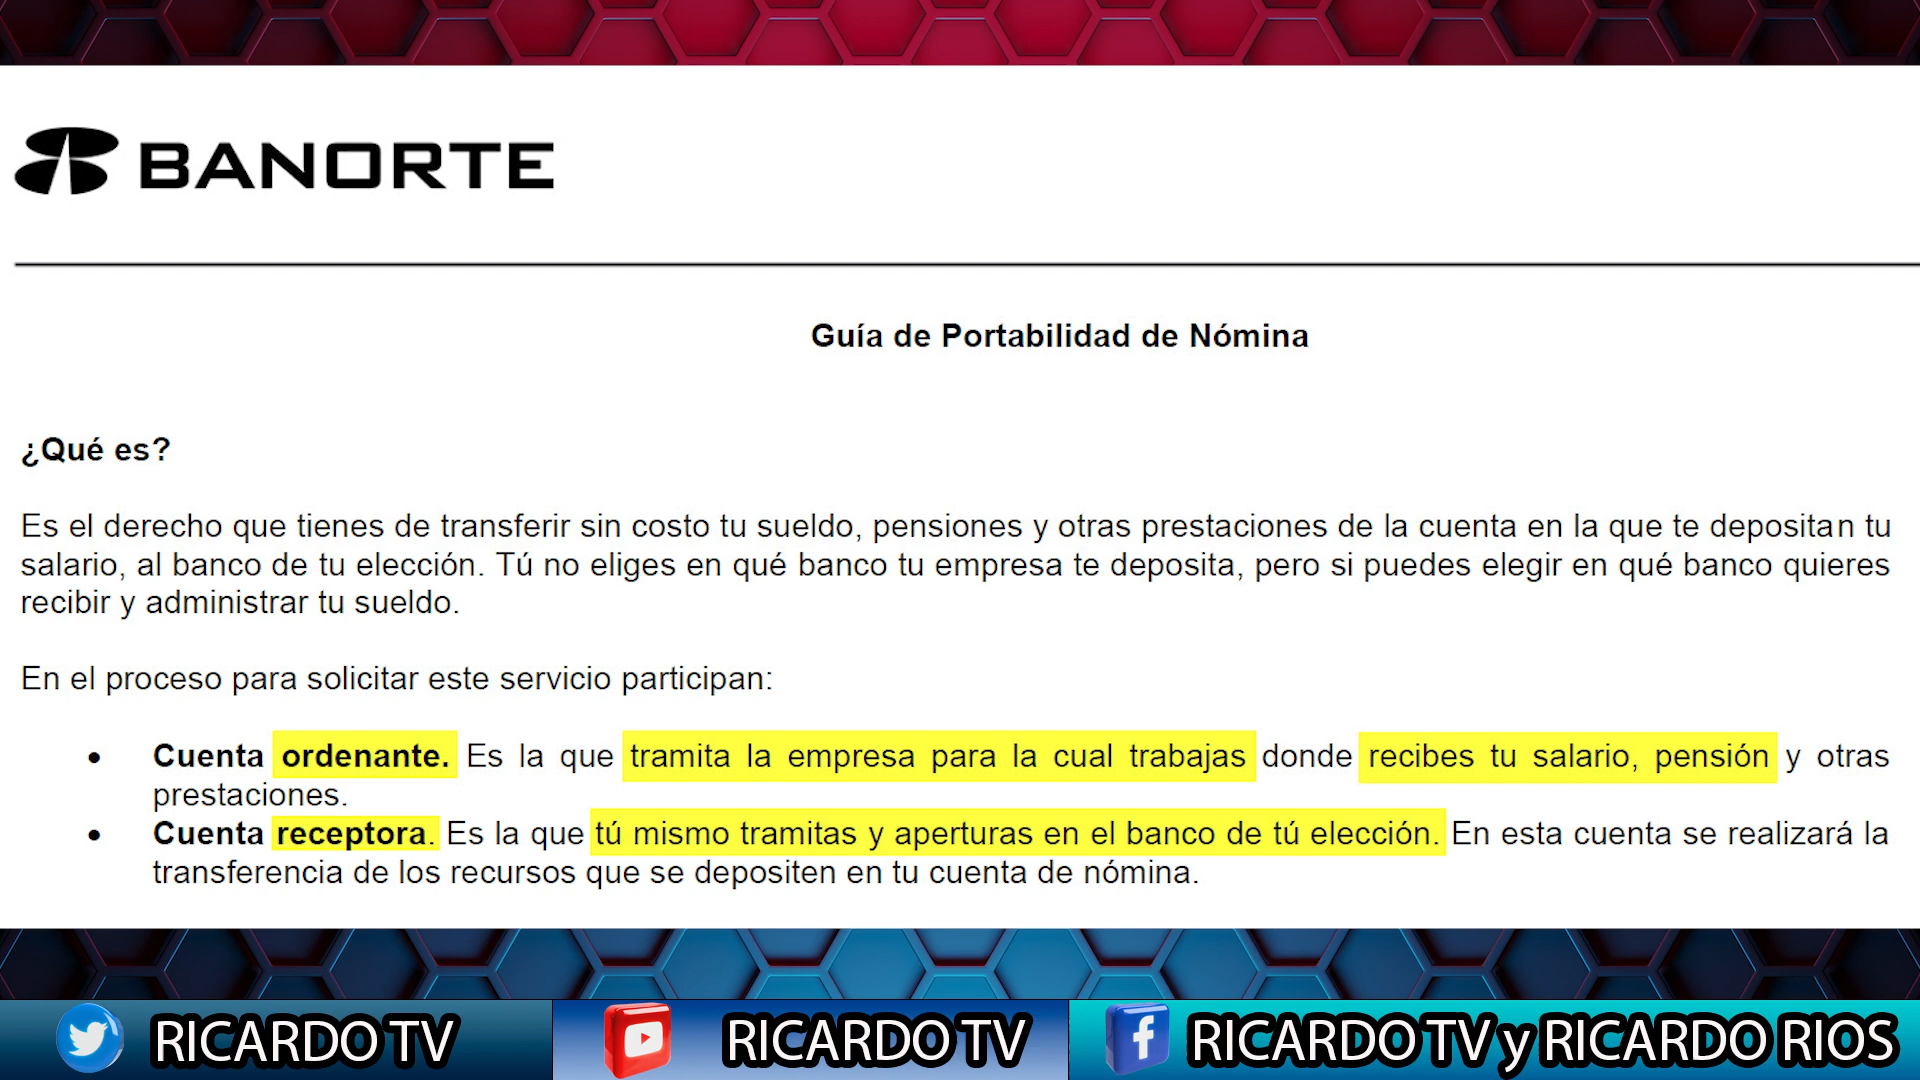 BANORTE
Guía de Portabilidad de Nómina
¿Qué es?
Es el derecho que tienes de transferir sin costo tu sueldo, pensiones y otras prestaciones de la cuenta en la que te depositan tu
salario, al banco de tu elección. Tú no eliges en qué banco tu empresa te deposita, pero si puedes elegir en qué banco quieres
recibir y administrar tu sueldo.
En el proceso para solicitar este servicio participan:
• Cuenta ordenante. Es la que tramita la empresa para la cual trabajas donde recibes tu salario, pensión y otras
prestaciones.
• Cuenta receptora. Es la que tú mismo tramitas y aperturas en el banco de tú elección. En esta cuenta se realizará la
transferencia de los recursos que se depositen en tu cuenta de nómina.
RICARDO TV RICARDO TV RICARDO TV y RICARDO RIOS